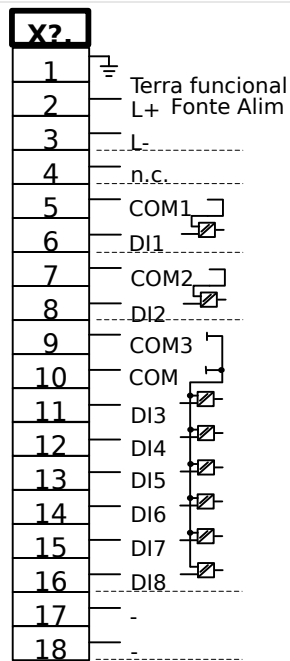 X?.
1
Terra funcional
2 L+ Fonte Alim
3 L-
4 n.c.
5 COM1
6 DI1
7 COM2
8 DI2
9 COM3
10 COM
11 DI3
12 DI4
13 DI5
14 DI6
15 DI7
16 DI8
17 -
18 -